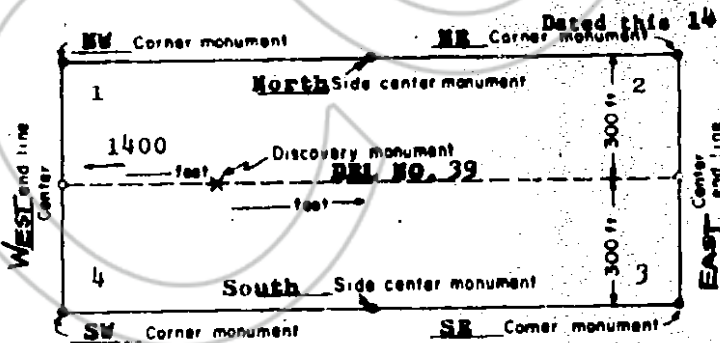 Dated this 14
NW Corner monument NE Corner monument
1 North Side center monument 2
1400 feet
Discovery monument
DEL NO. 39
feet
300 ft
300 ft
WEST end line
Center
EAST end line
Center
4 South Side center monument 3
SW Corner monument SE Corner monument